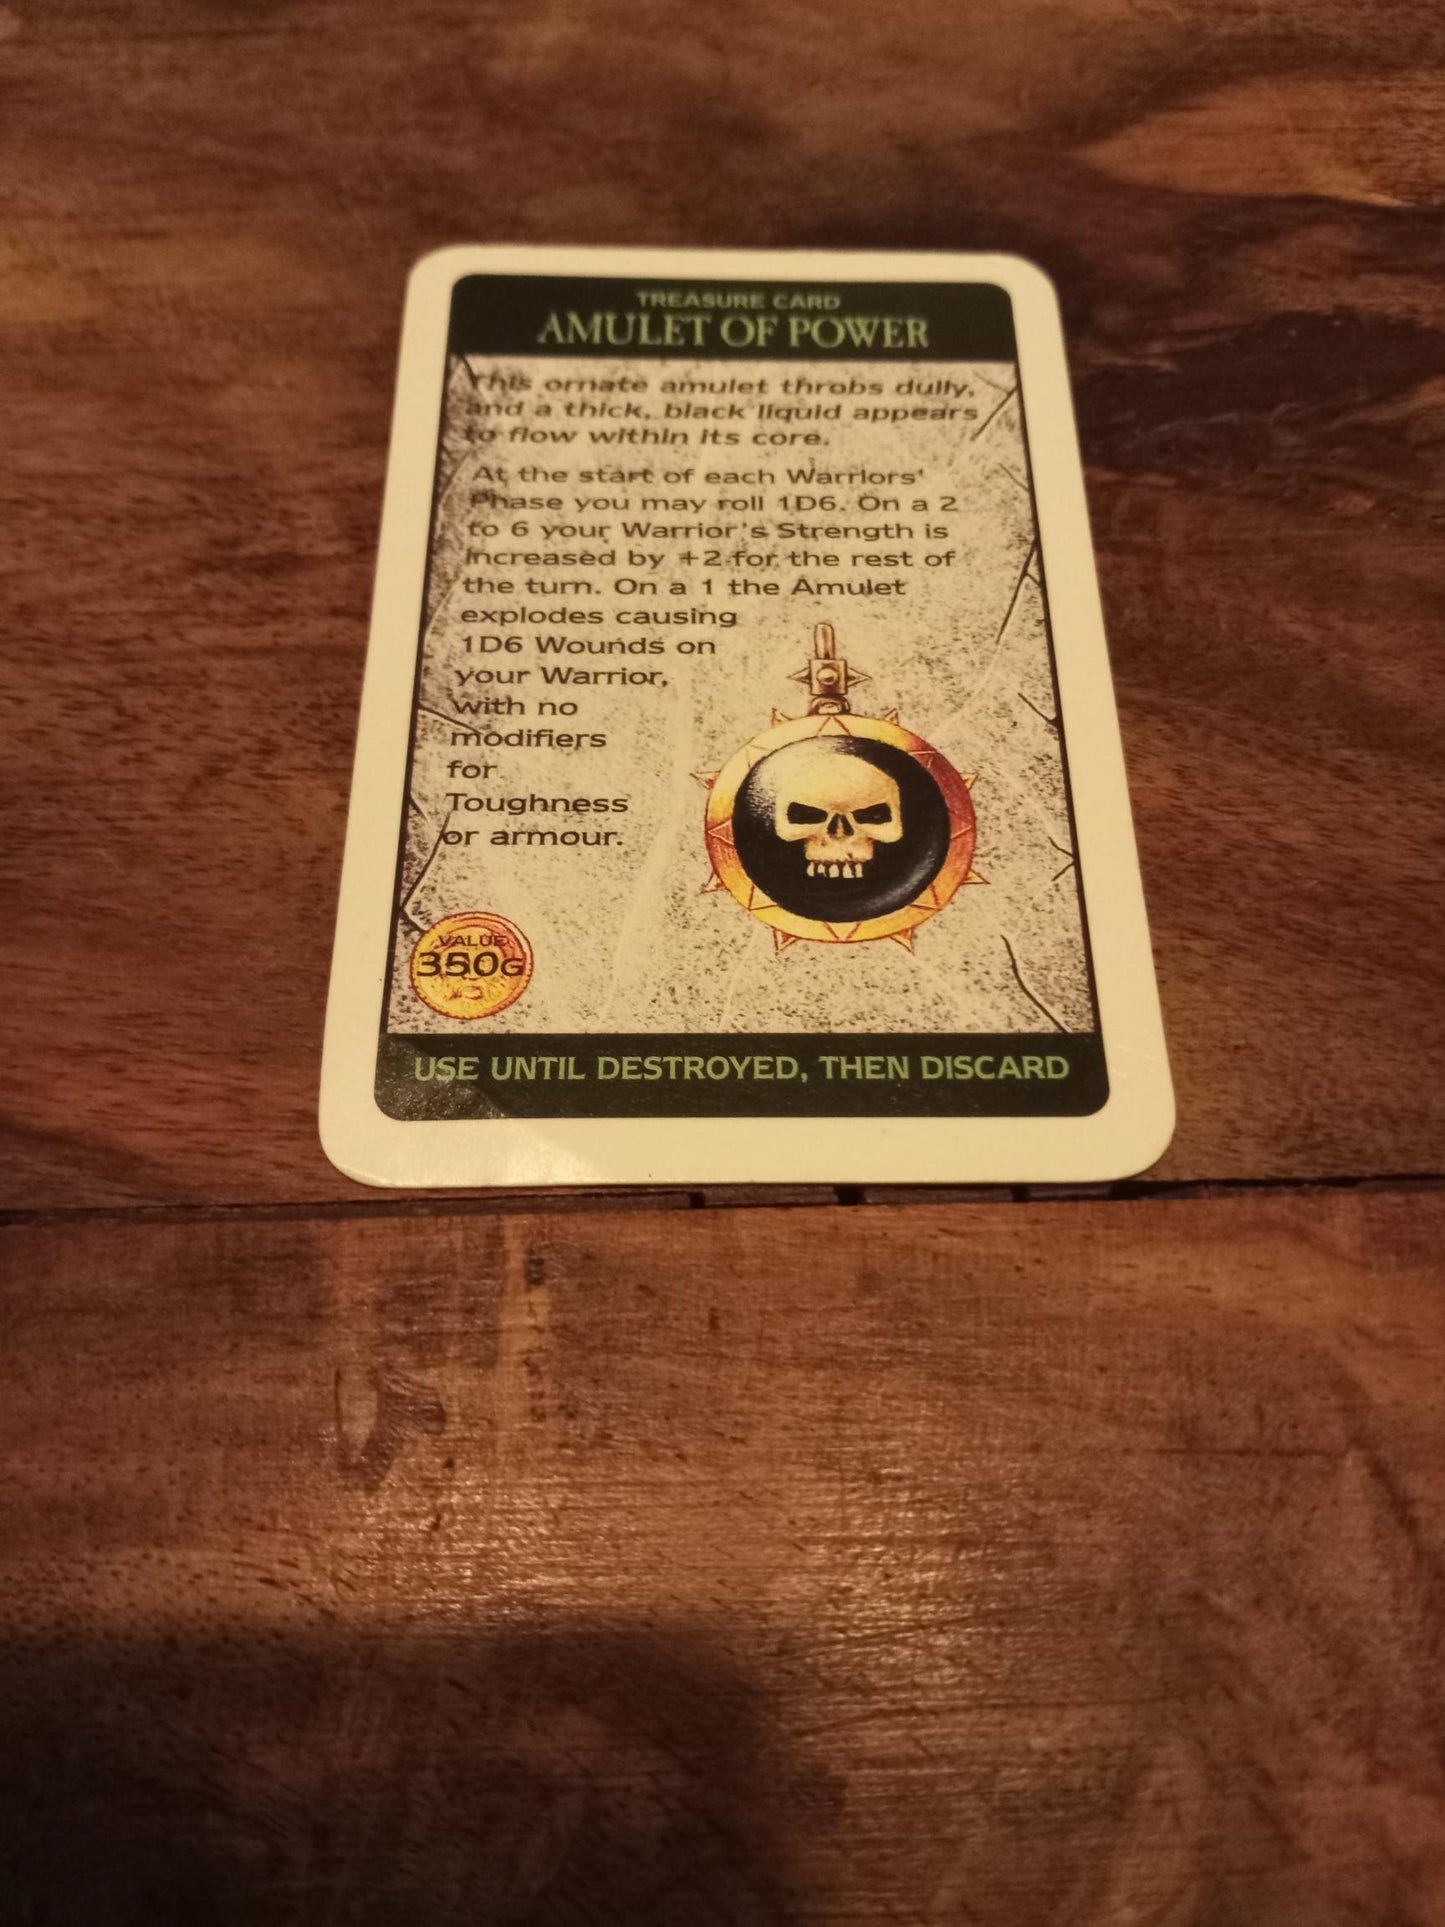 TREASURE CARD
AMULET OF POWER
This ornate amulet throbs dully,
and a thick, black liquid appears
to flow within its core.
At the start of each Warriors'
Phase you may roll 1D6. On a 2
to 6 your Warrior's Strength is
increased by +2 for the rest of
the turn. On a 1 the Amulet
explodes causing
1D6 Wounds on
your Warrior,
with no
modifiers
for
Toughness
or armour.
VALUE
350G
USE UNTIL DESTROYED, THEN DISCARD